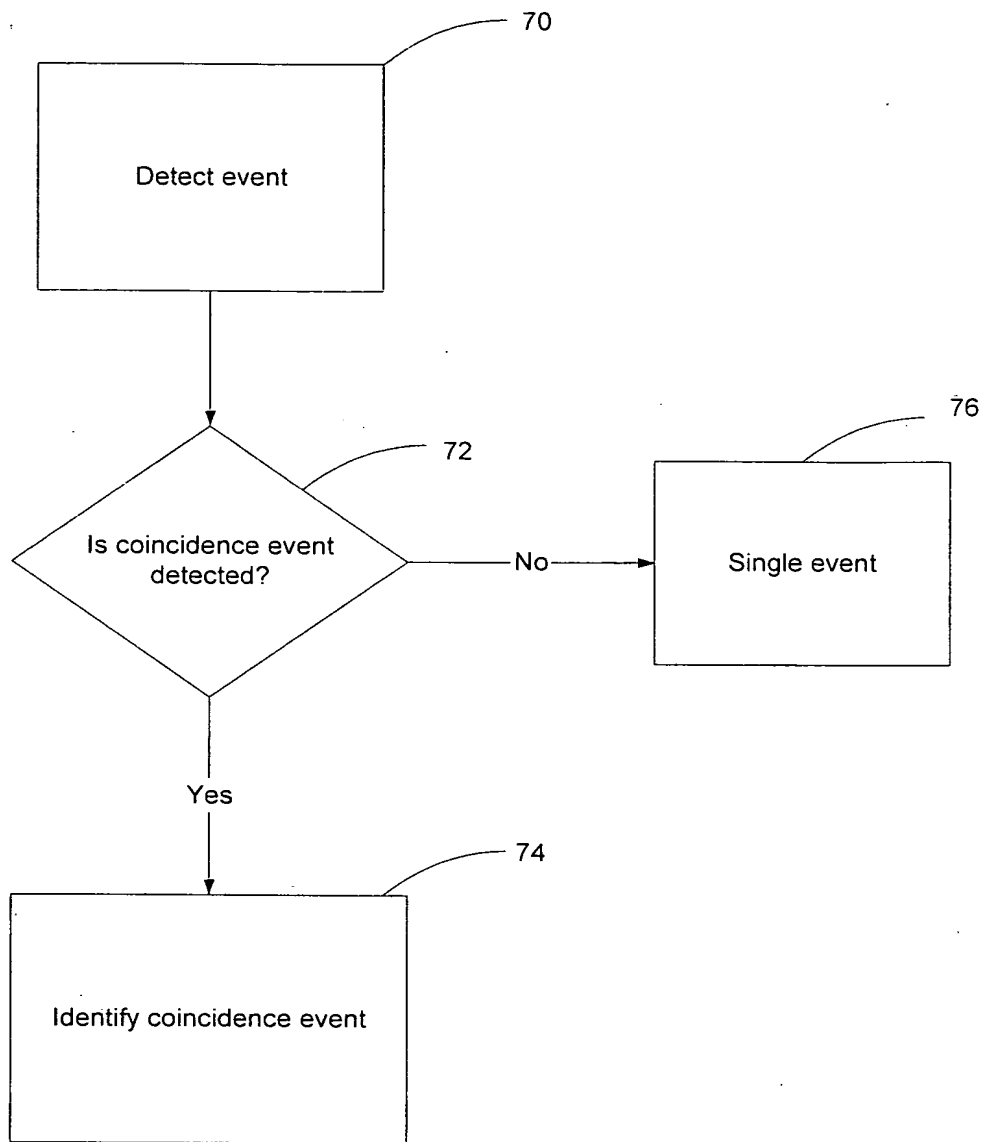 70
Detect event
72
Is coincidence event
detected?
No
76
Single event
Yes
74
Identify coincidence event